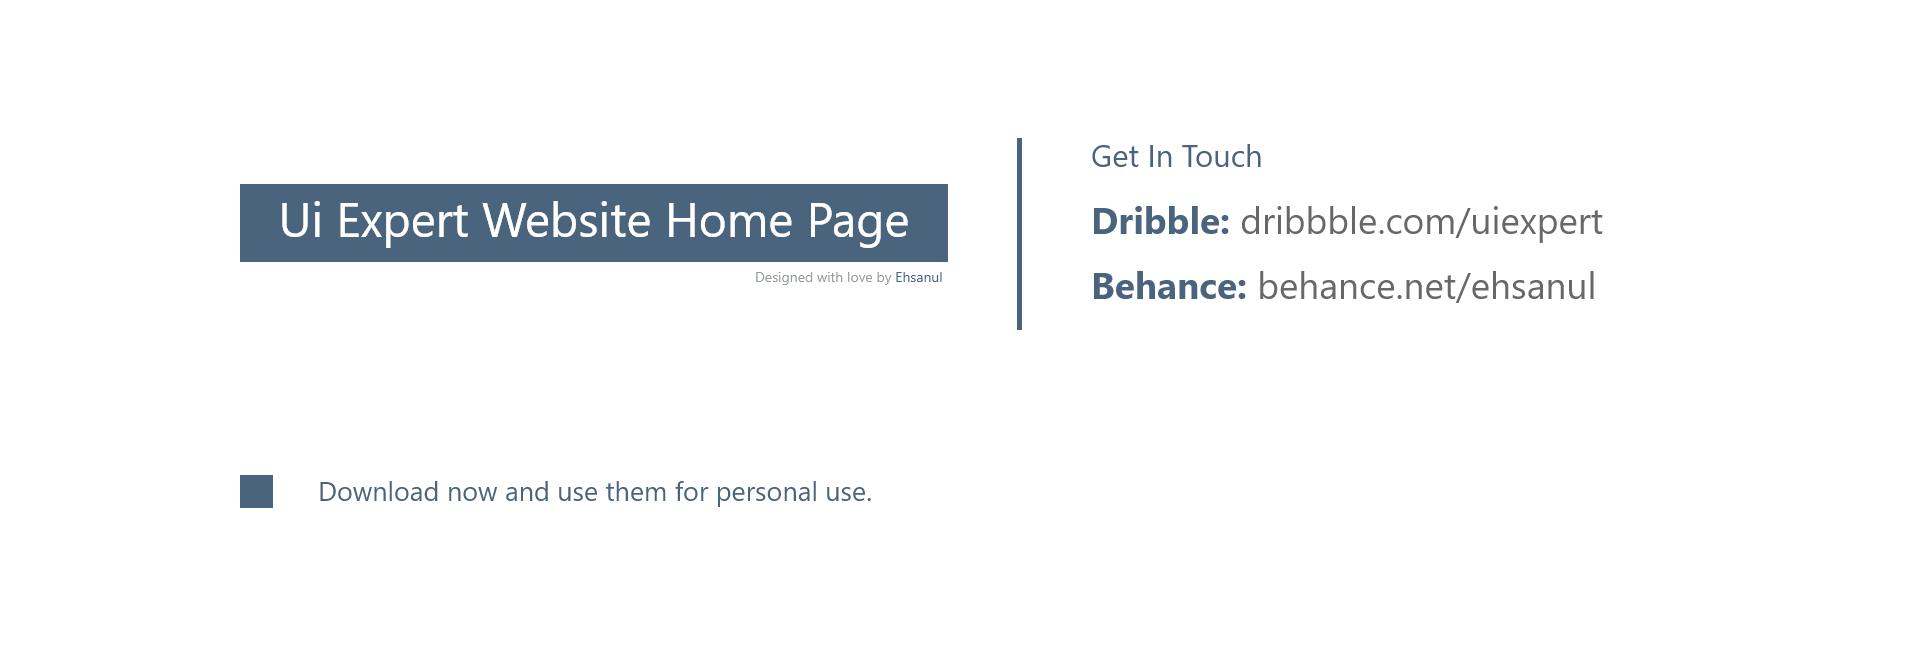 Ui Expert Website Home Page
Designed with love by Ehsanul
Get In Touch
Dribble: dribbble.com/uiexpert
Behance: behance.net/ehsanul
Download now and use them for personal use.